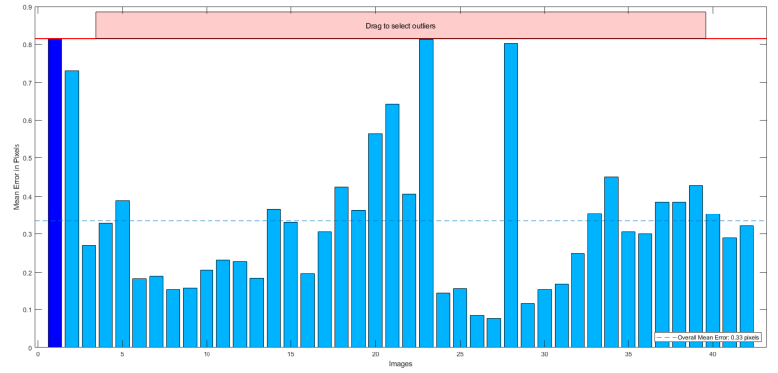 Drag to select outliers
0.9
0.8
0.7
0.6
0.5
0.4
0.3
0.2
0.1
0
Mean Error in Pixels
0 5 10 15 20 25 30 35 40
Images
Overall Mean Error: 0.33 pixels